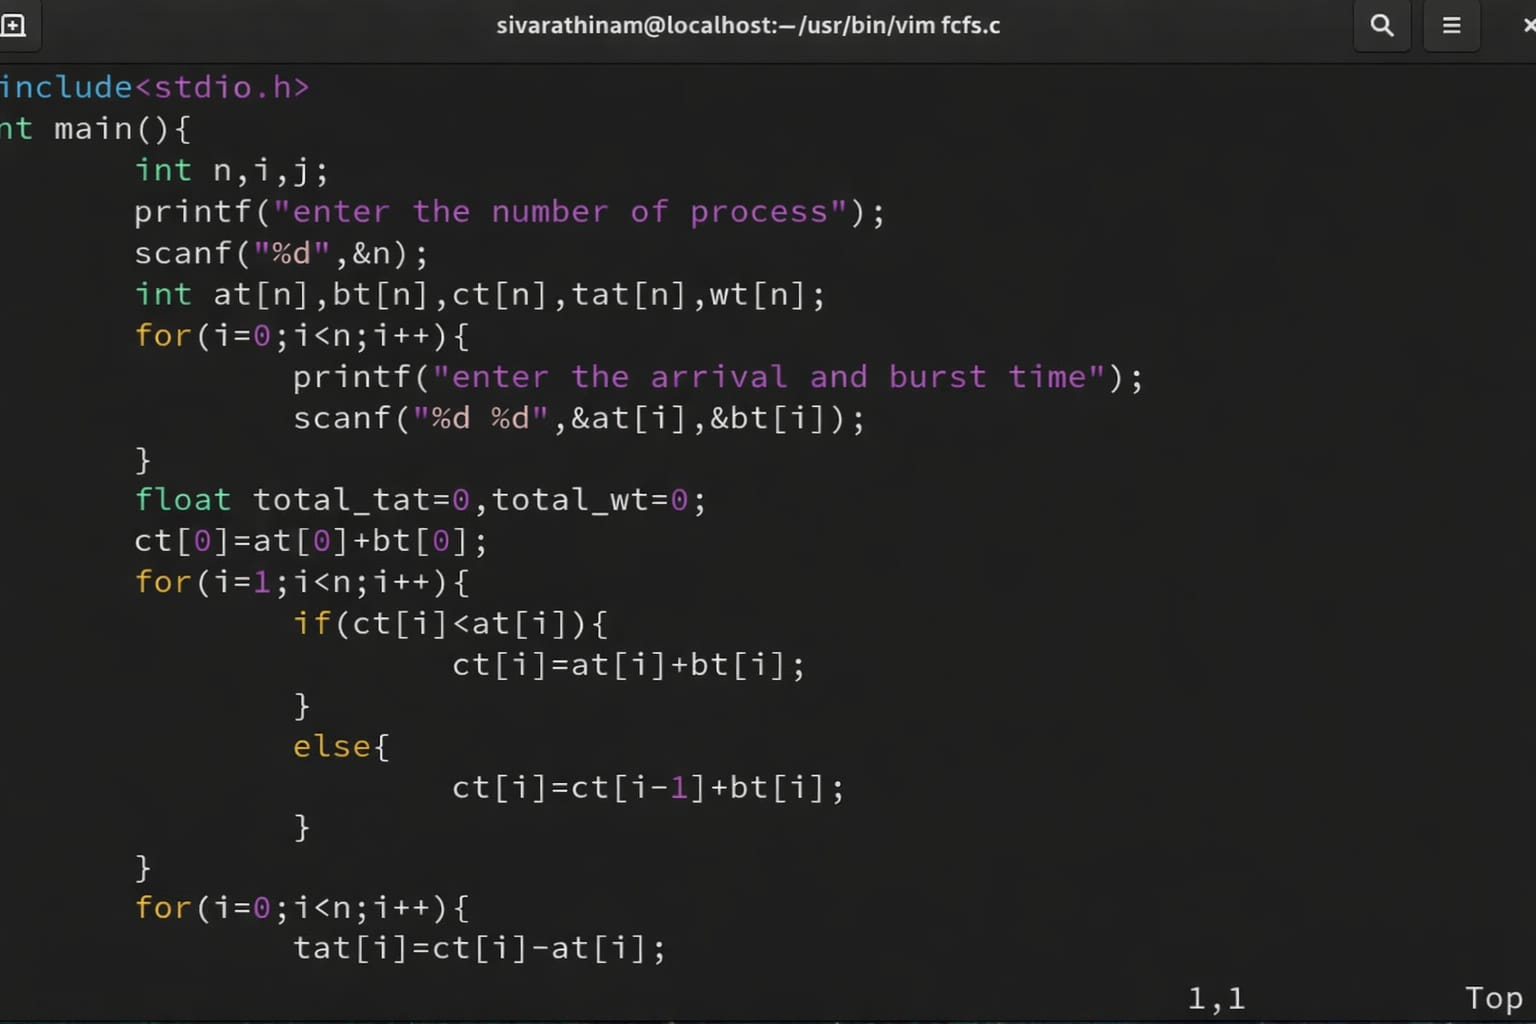 sivarathinam@localhost:~/usr/bin/vim fcfs.c
include<stdio.h>
nt main(){
int n,i,j;
printf("enter the number of process");
scanf("%d",&n);
int at[n],bt[n],ct[n],tat[n],wt[n];
for(i=0;i<n;i++){
printf("enter the arrival and burst time");
scanf("%d %d",&at[i],&bt[i]);
}
float total_tat=0,total_wt=0;
ct[0]=at[0]+bt[0];
for(i=1;i<n;i++){
if(ct[i]<at[i]){
ct[i]=at[i]+bt[i];
}
else{
ct[i]=ct[i-1]+bt[i];
}
}
for(i=0;i<n;i++){
tat[i]=ct[i]-at[i];
1,1 Top